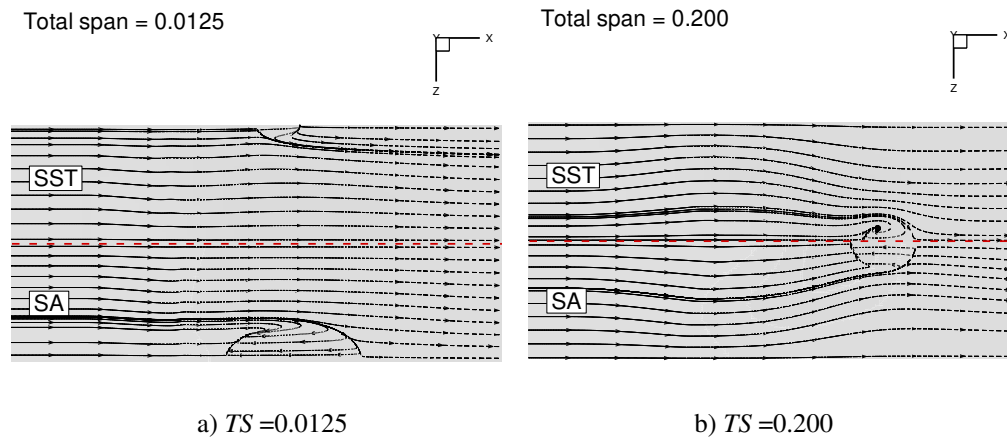 Total span = 0.0125
Total span = 0.200
Y X
Z
Y X
Z
SST
SA
SST
SA
a) TS =0.0125
b) TS =0.200